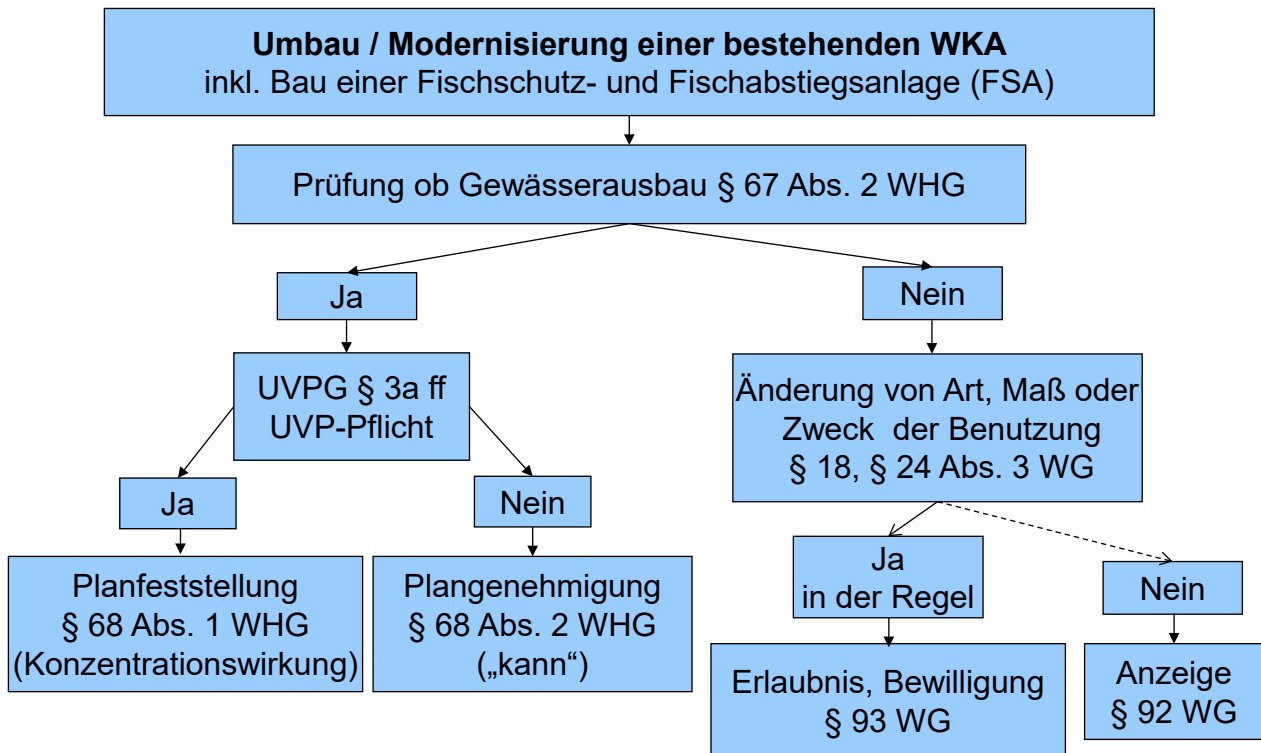 Umbau / Modernisierung einer bestehenden WKA
inkl. Bau einer Fischschutz- und Fischabstiegsanlage (FSA)
Prüfung ob Gewässerausbau § 67 Abs. 2 WHG
Ja
Nein
UVPG § 3a ff
UVP-Pflicht
Änderung von Art, Maß oder
Zweck der Benutzung
§ 18, § 24 Abs. 3 WG
Ja
Nein
Ja
in der Regel
Nein
Planfeststellung
§ 68 Abs. 1 WHG
(Konzentrationswirkung)
Plangenehmigung
§ 68 Abs. 2 WHG
(„kann“)
Erlaubnis, Bewilligung
§ 93 WG
Anzeige
§ 92 WG